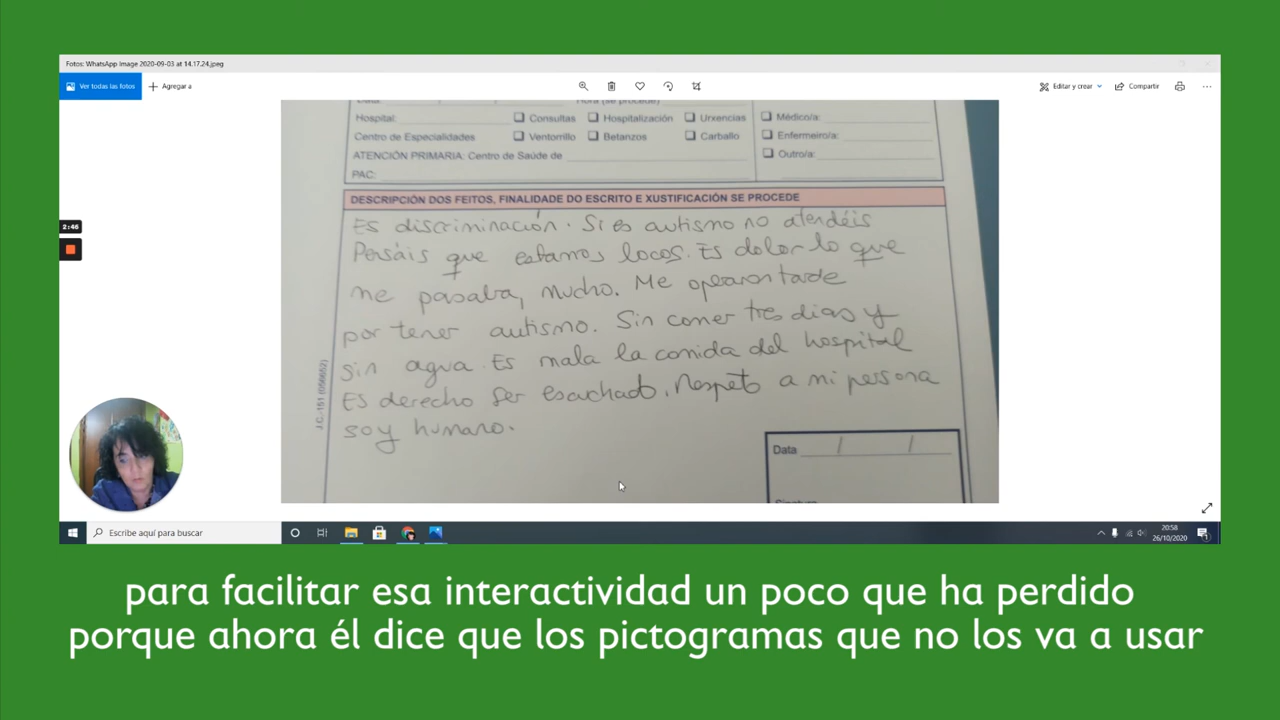 Fotos: WhatsApp Image 2020-09-03 at 14.17.24.jpeg
Ver todas las fotos
Agregar a
Editar y crear
Compartir
Hospital:
Consultas
Hospitalización
Urxencias
Médico/a:
Centro de Especialidades
Ventorrillo
Betanzos
Carballo
Enfermeiro/a:
ATENCIÓN PRIMARIA: Centro de Saúde de
Outro/a:
PAC:
DESCRIPCIÓN DOS FEITOS, FINALIDADE DO ESCRITO E XUSTIFICACIÓN SE PROCEDE
Es discriminación. Si es autismo no atendéis
Pensáis que estamos locos. Es dolor lo que
me pasaba, mucho. Me operaron tarde
por tener autismo. Sin comer tres dias y
sin agua. Es mala la comida del hospital
Es derecho ser escuchado. Respeto a mi persona
soy humano.
Data / /
2:46
Escribe aquí para buscar
20:58
26/10/2020
para facilitar esa interactividad un poco que ha perdido
porque ahora él dice que los pictogramas que no los va a usar